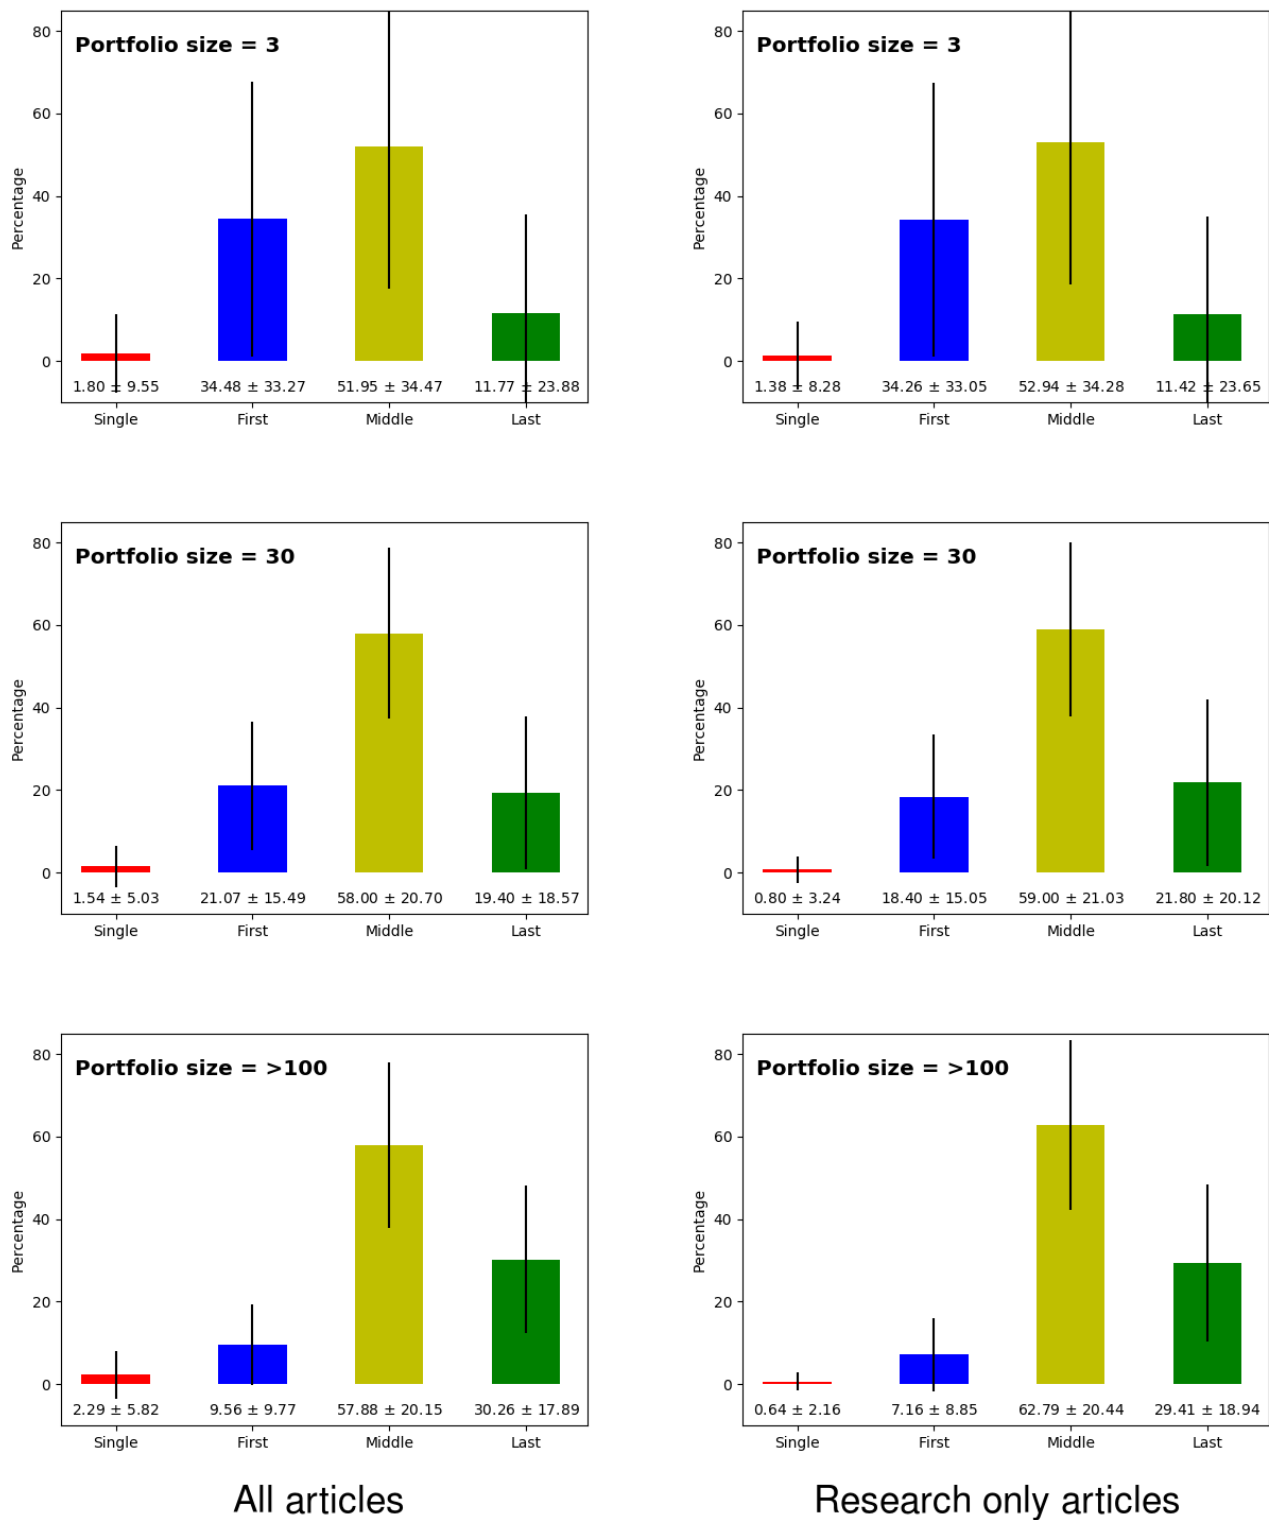 Portfolio size = 3
80
60
40
20
0
Percentage
1.80 ± 9.55 34.48 ± 33.27 51.95 ± 34.47 11.77 ± 23.88
Single First Middle Last
Portfolio size = 3
80
60
40
20
0
Percentage
1.38 ± 8.28 34.26 ± 33.05 52.94 ± 34.28 11.42 ± 23.65
Single First Middle Last
Portfolio size = 30
80
60
40
20
0
Percentage
1.54 ± 5.03 21.07 ± 15.49 58.00 ± 20.70 19.40 ± 18.57
Single First Middle Last
Portfolio size = 30
80
60
40
20
0
Percentage
0.80 ± 3.24 18.40 ± 15.05 59.00 ± 21.03 21.80 ± 20.12
Single First Middle Last
Portfolio size = >100
80
60
40
20
0
Percentage
2.29 ± 5.82 9.56 ± 9.77 57.88 ± 20.15 30.26 ± 17.89
Single First Middle Last
Portfolio size = >100
80
60
40
20
0
Percentage
0.64 ± 2.16 7.16 ± 8.85 62.79 ± 20.44 29.41 ± 18.94
Single First Middle Last
All articles
Research only articles